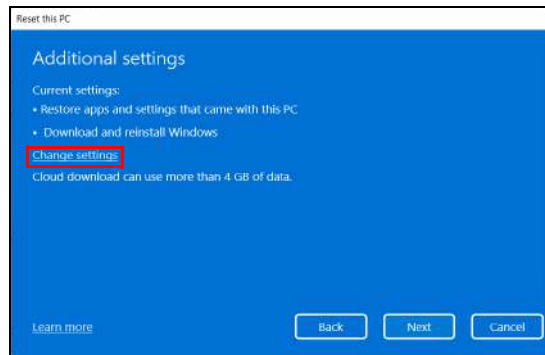 Reset this PC
Additional settings
Current settings:
• Restore apps and settings that came with this PC
• Download and reinstall Windows
Change settings
Cloud download can use more than 4 GB of data.
Learn more
Back Next Cancel